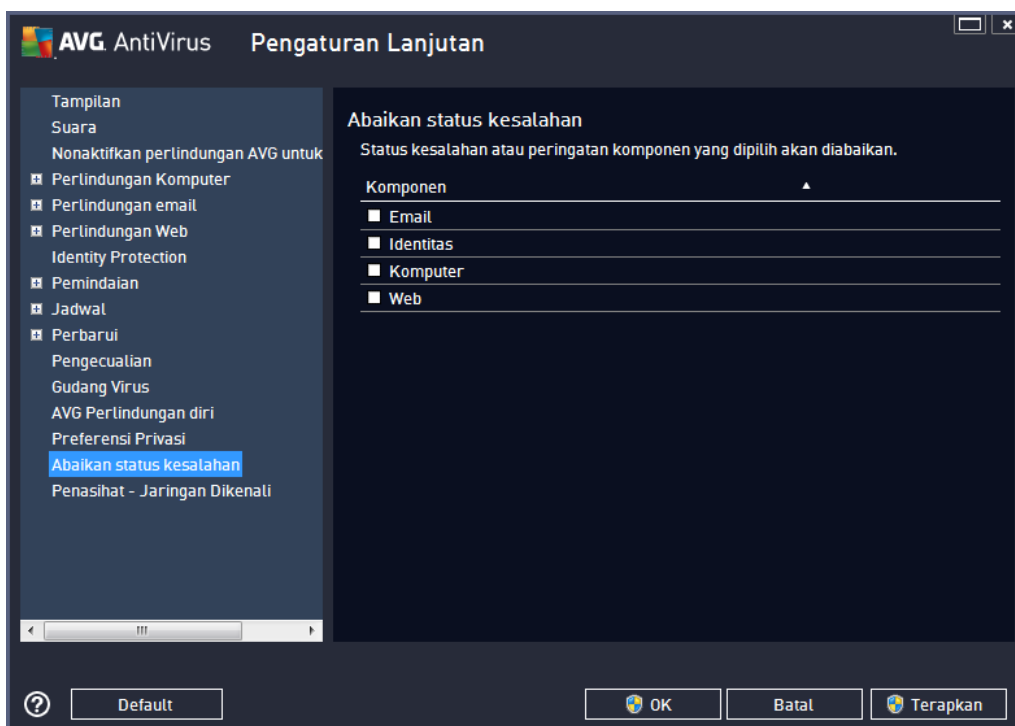 AVG. AntiVirus
Pengaturan Lanjutan
Tampilan
Suara
Nonaktifkan perlindungan AVG untuk
Perlindungan Komputer
Perlindungan email
Perlindungan Web
Identity Protection
Pemindaian
Jadwal
Perbarui
Pengecualian
Gudang Virus
AVG Perlindungan diri
Preferensi Privasi
Abaikan status kesalahan
Penasihat - Jaringan Dikenali
Abaikan status kesalahan
Status kesalahan atau peringatan komponen yang dipilih akan diabaikan.
Komponen
Email
Identitas
Komputer
Web
Default
OK
Batal
Terapkan